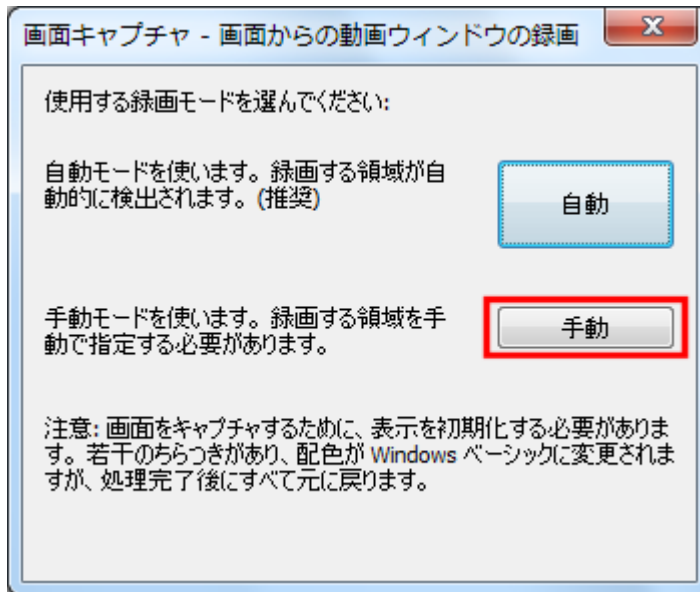 画面キャプチャ - 画面からの動画ウィンドウの録画
使用する録画モードを選んでください:
自動モードを使います。録画する領域が自
動的に検出されます。(推奨)
自動
手動モードを使います。録画する領域を手
動で指定する必要があります。
手動
注意: 画面をキャプチャするために、表示を初期化する必要がありま
す。若干のちらつきがあり、配色が Windows ベーシックに変更されま
すが、処理完了後にすべて元に戻ります。